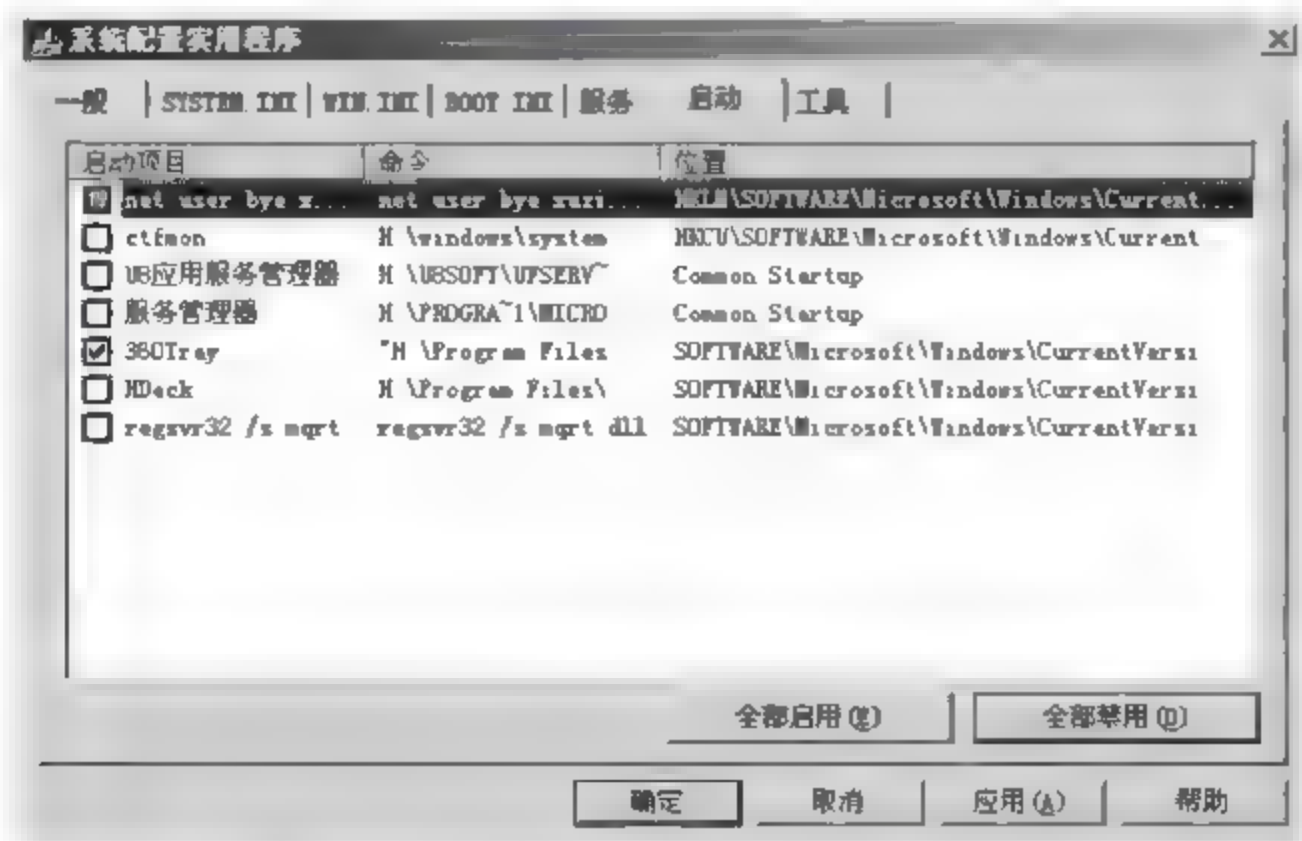 系统配置实用程序
一般 SYSTEM.INI WIN.INI BOOT.INI 服务 启动 工具
启动项目 命令 位置
net user bye x... net user bye xuri... HKLM\SOFTWARE\Microsoft\Windows\Current...
ctfmon H \windows\system HKCU\SOFTWARE\Microsoft\Windows\Current
U8应用服务管理器 H \U8SOFT\UFSERV~ Common Startup
服务管理器 H \PROGRA~1\MICRO Common Startup
360Tray "H \Program Files SOFTWARE\Microsoft\Windows\CurrentVersi
HDeck H \Program Files\ SOFTWARE\Microsoft\Windows\CurrentVersi
regsvr32 /s mqrt regsvr32 /s mqrt dll SOFTWARE\Microsoft\Windows\CurrentVersi
全部启用(E) 全部禁用(D)
确定 取消 应用(A) 帮助